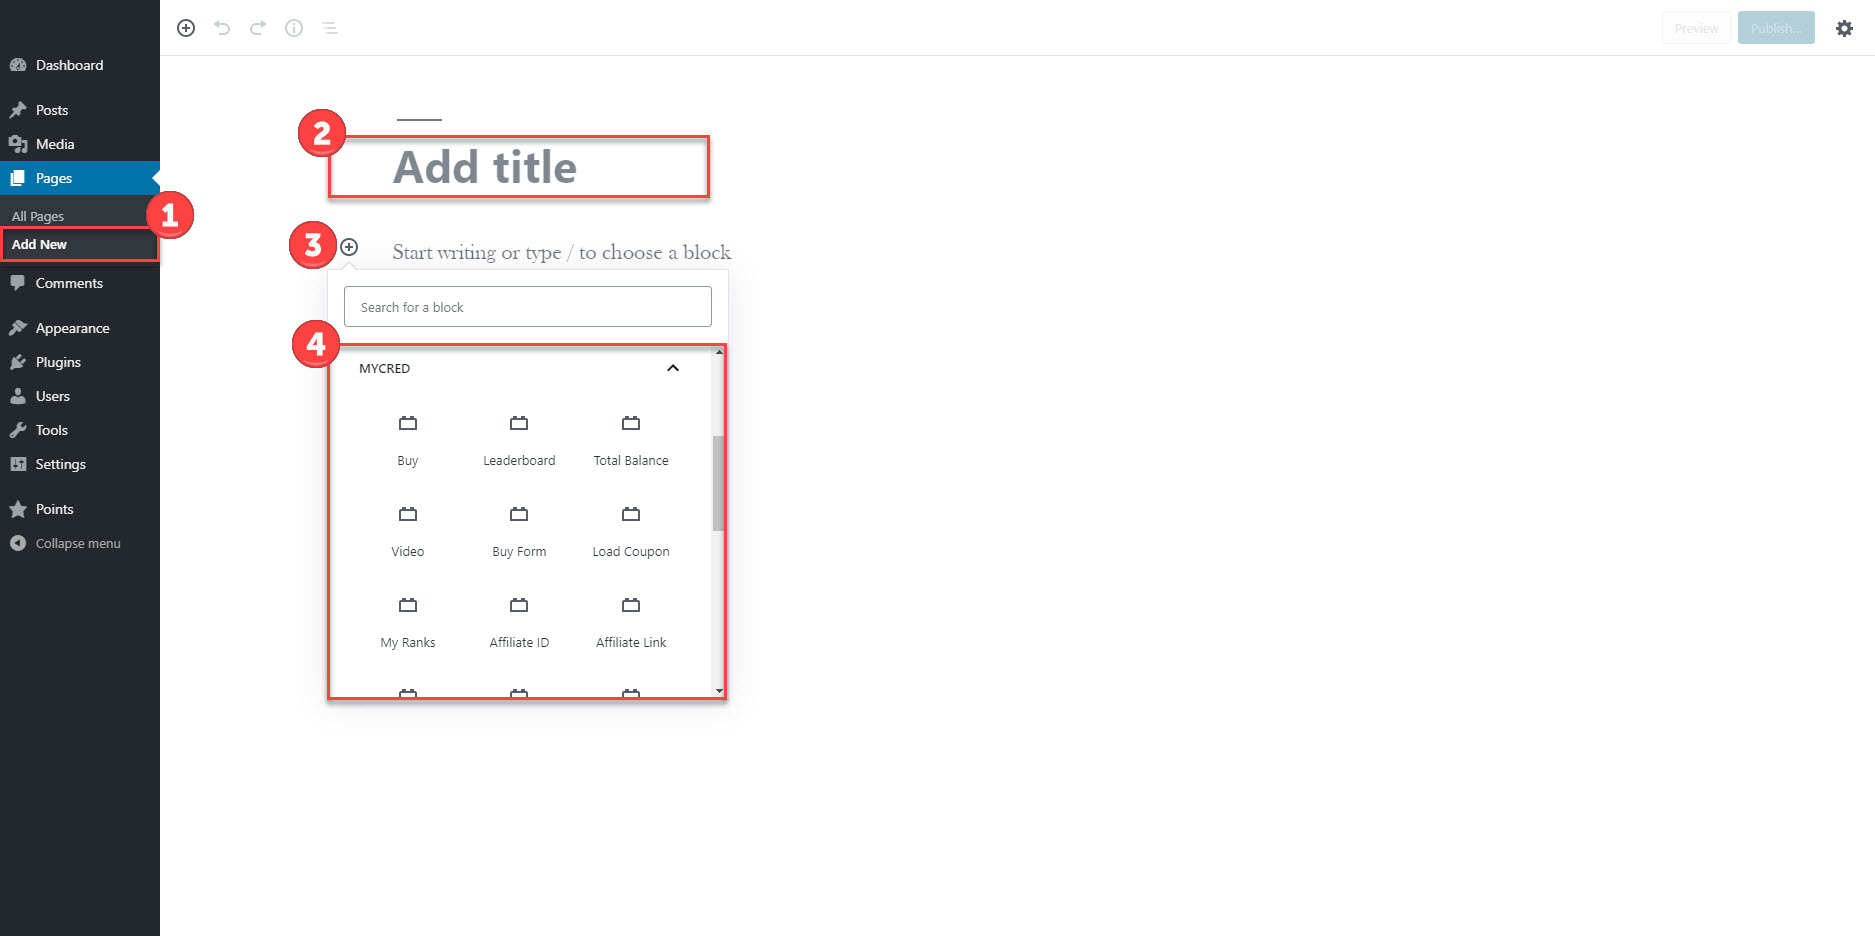 Preview
Publish...
Dashboard
Posts
Media
Pages
All Pages
1
Add New
Comments
Appearance
Plugins
Users
Tools
Settings
Points
Collapse menu
2
Add title
3
Start writing or type / to choose a block
Search for a block
4
MYCRED
Buy
Leaderboard
Total Balance
Video
Buy Form
Load Coupon
My Ranks
Affiliate ID
Affiliate Link